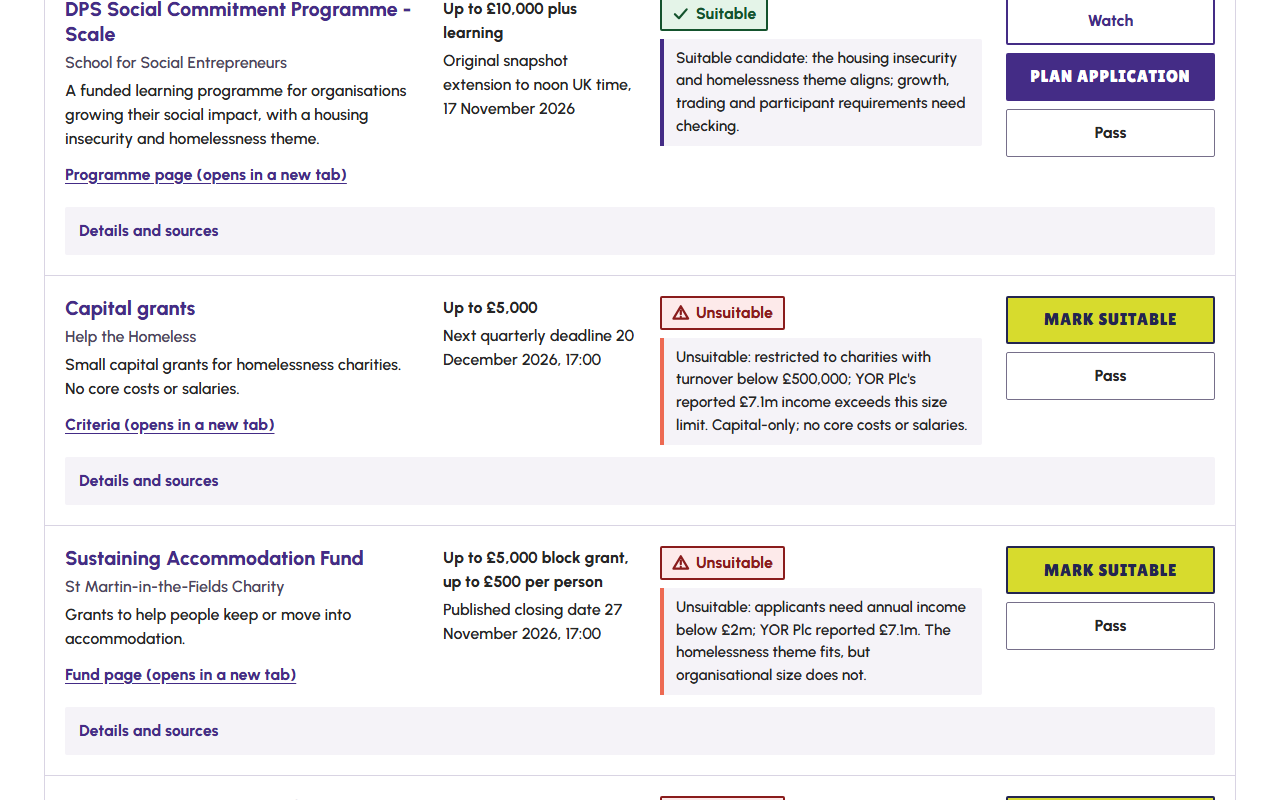 DPS Social Commitment Programme -
Scale
School for Social Entrepreneurs
A funded learning programme for organisations
growing their social impact, with a housing
insecurity and homelessness theme.
Programme page (opens in a new tab)
Up to £10,000 plus
learning
Original snapshot
extension to noon UK time,
17 November 2026
Suitable
Suitable candidate: the housing insecurity
and homelessness theme aligns; growth,
trading and participant requirements need
checking.
Watch
PLAN APPLICATION
Pass
Details and sources
Capital grants
Help the Homeless
Small capital grants for homelessness charities.
No core costs or salaries.
Criteria (opens in a new tab)
Up to £5,000
Next quarterly deadline 20
December 2026, 17:00
Unsuitable
Unsuitable: restricted to charities with
turnover below £500,000; YOR Plc's
reported £7.1m income exceeds this size
limit. Capital-only; no core costs or salaries.
MARK SUITABLE
Pass
Details and sources
Sustaining Accommodation Fund
St Martin-in-the-Fields Charity
Grants to help people keep or move into
accommodation.
Fund page (opens in a new tab)
Up to £5,000 block grant,
up to £500 per person
Published closing date 27
November 2026, 17:00
Unsuitable
Unsuitable: applicants need annual income
below £2m; YOR Plc reported £7.1m. The
homelessness theme fits, but
organisational size does not.
MARK SUITABLE
Pass
Details and sources